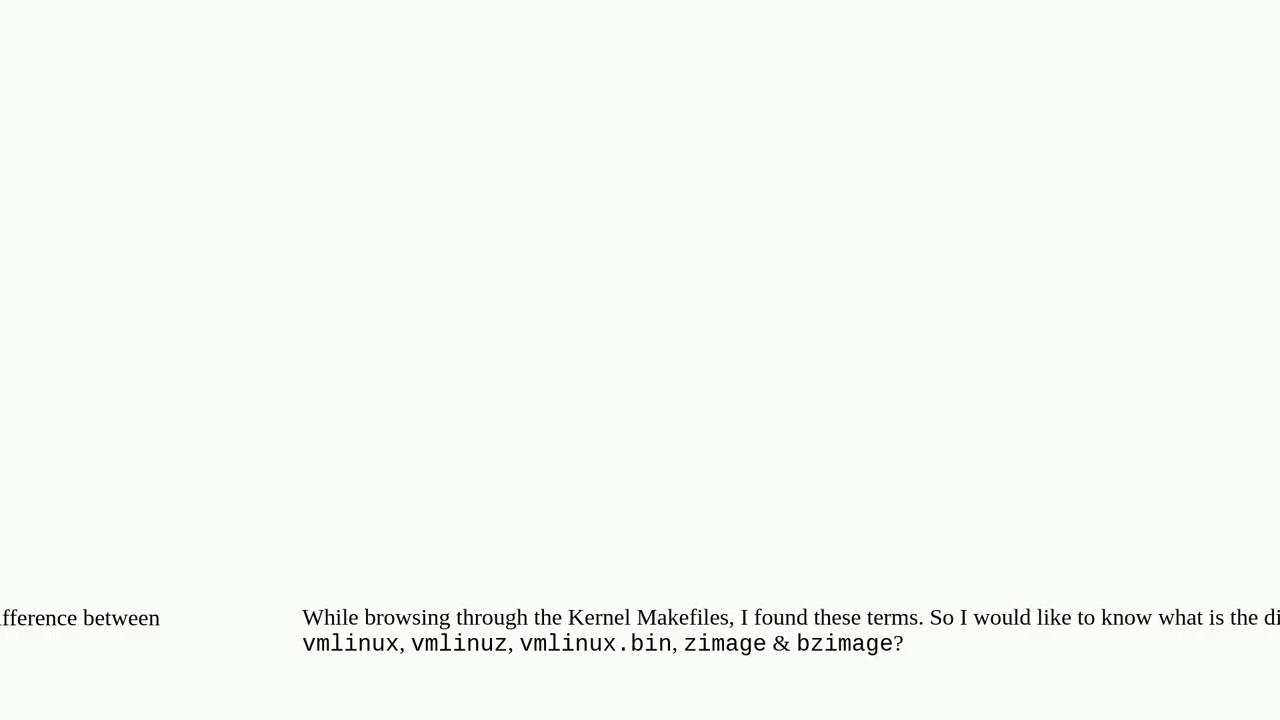 While browsing through the Kernel Makefiles, I found these terms. So I would like to know what is the di
fference between
vmlinux, vmlinuz, vmlinux.bin, zimage & bzimage?